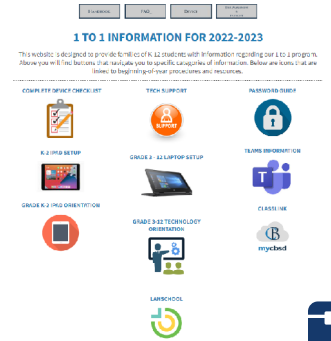 FAQ
Device
1 TO 1 INFORMATION FOR 2022-2023
This website is designed to provide families of K-12 students with information regarding our 1 to 1 program.
Above you will find buttons that navigate you to specific categories of information. Below are icons that are
linked to beginning-of-year procedures and resources.
COMPLETE DEVICE CHECKLIST
TECH SUPPORT
PASSWORD GUIDE
SUPPORT
K-2 IPAD SETUP
GRADE 3 - 12 LAPTOP SETUP
TEAMS INFORMATION
GRADE K-2 IPAD ORIENTATION
GRADE 3-12 TECHNOLOGY
ORIENTATION
CLASSLINK
mycbsd
LANSCHOOL